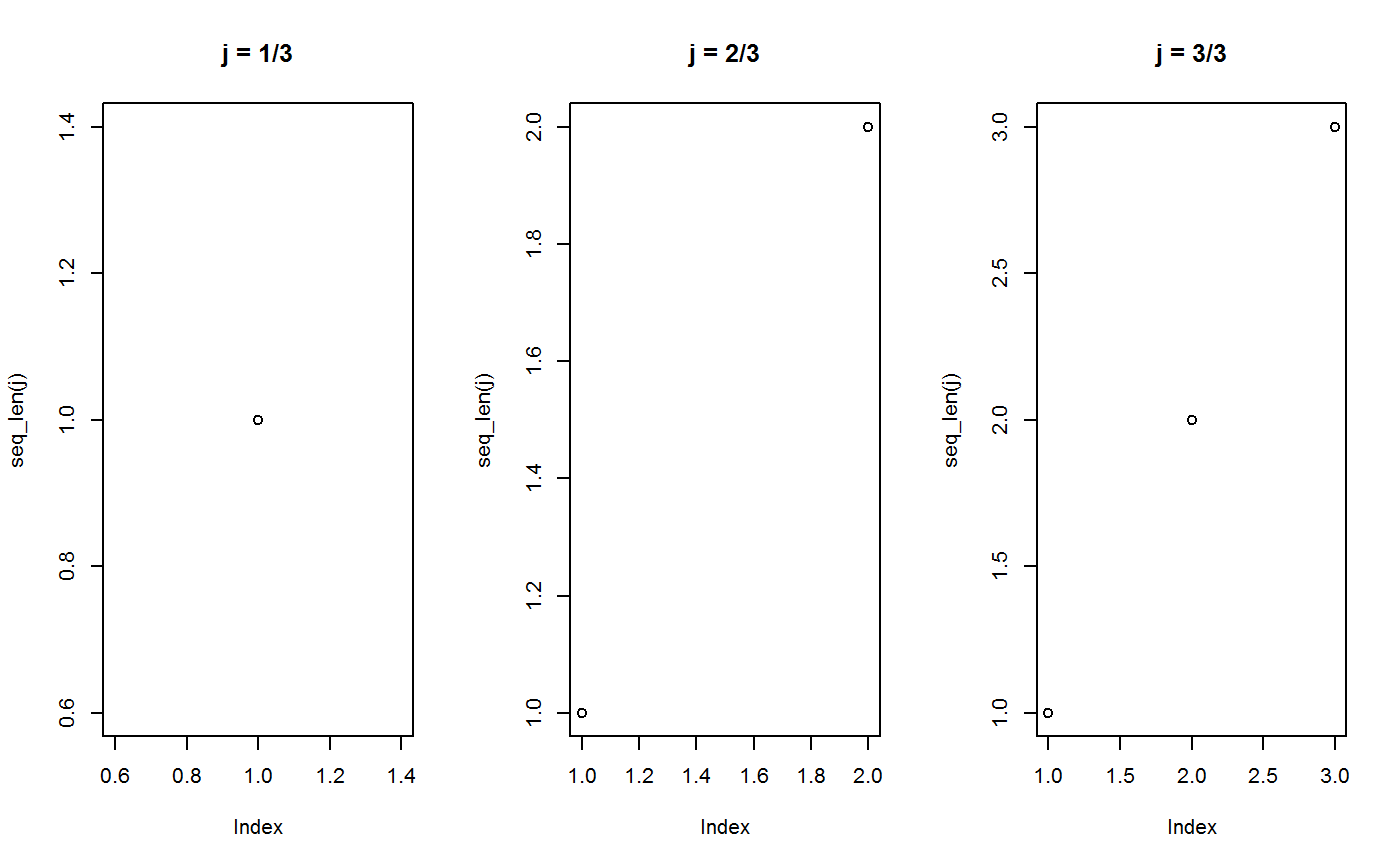 j = 1/3
1.4
1.2
1.0
0.8
0.6
seq_len(j)
0.6 0.8 1.0 1.2 1.4
Index
j = 2/3
2.0
1.8
1.6
1.4
1.2
1.0
seq_len(j)
1.0 1.2 1.4 1.6 1.8 2.0
Index
j = 3/3
3.0
2.5
2.0
1.5
1.0
seq_len(j)
1.0 1.5 2.0 2.5 3.0
Index